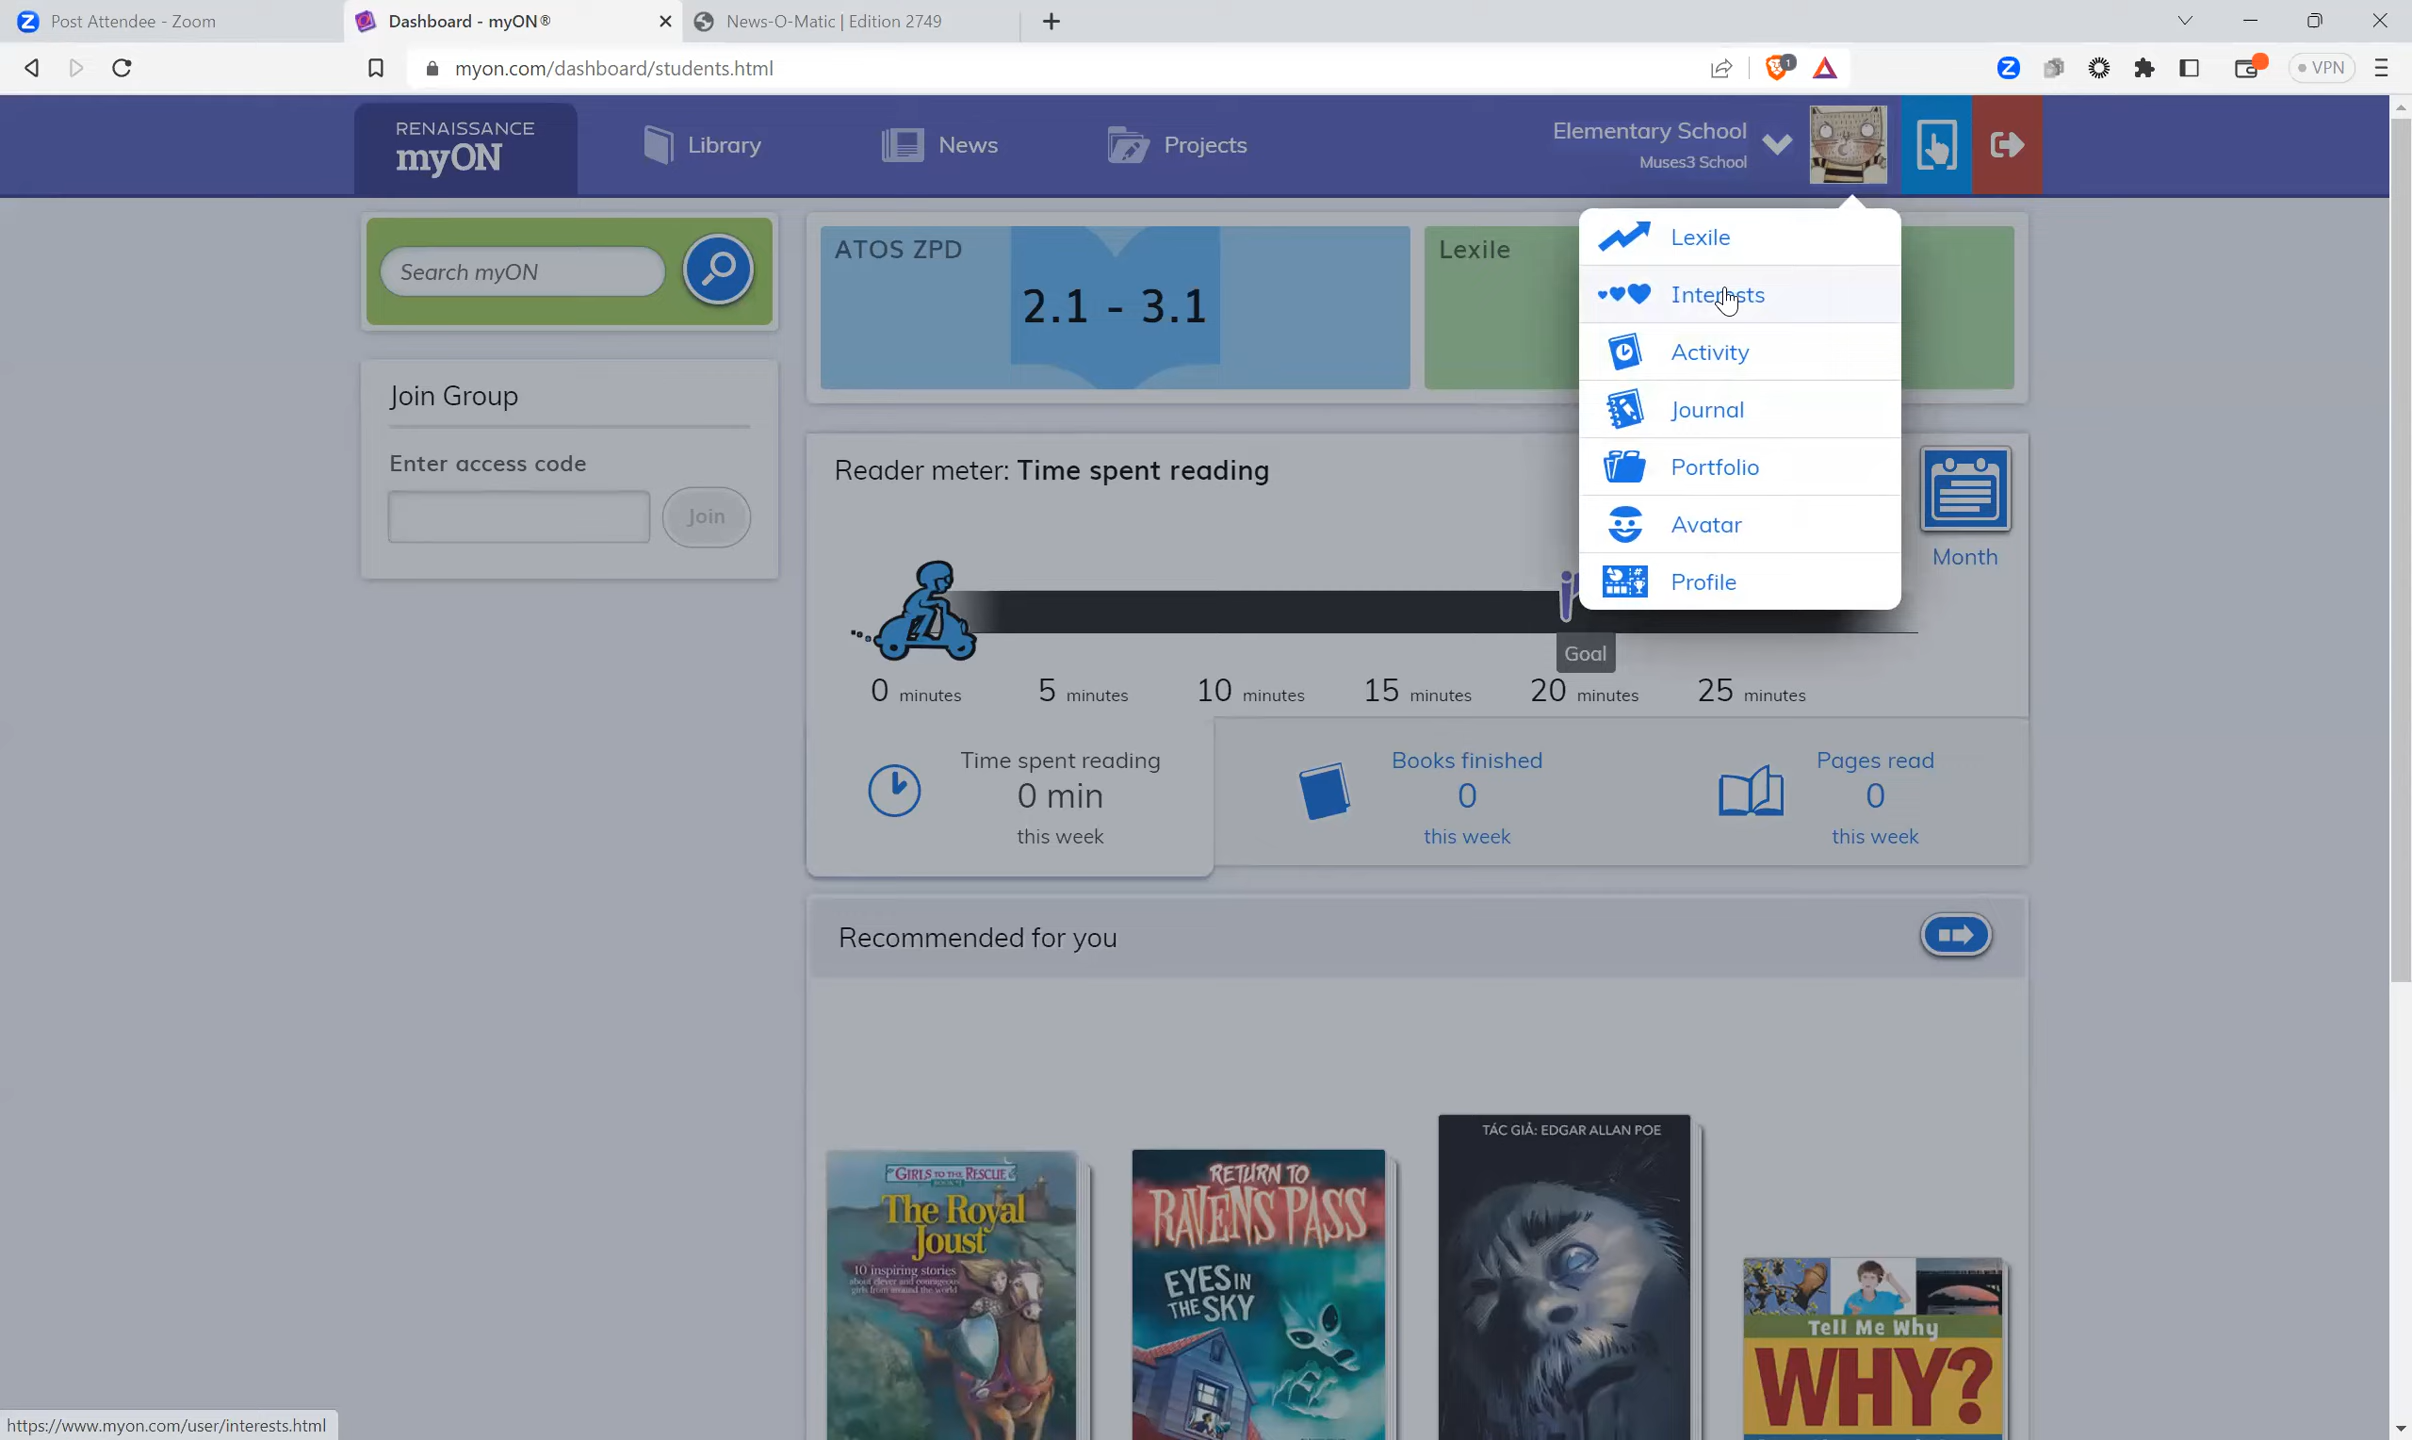 Post Attendee - Zoom
Dashboard - myON®
News-O-Matic | Edition 2749
myon.com/dashboard/students.html
1
VPN
RENAISSANCE
myON
Library
News
Projects
Elementary School
Muses3 School
Search myON
ATOS ZPD
2.1 - 3.1
Lexile
Lexile
Interests
Activity
Journal
Portfolio
Avatar
Profile
Join Group
Enter access code
Join
Reader meter: Time spent reading
Month
Goal
0 minutes
5 minutes
10 minutes
15 minutes
20 minutes
25 minutes
Time spent reading
0 min
this week
Books finished
0
this week
Pages read
0
this week
Recommended for you
GIRLS TO THE RESCUE
The Royal
Joust
10 inspiring stories
about clever and courageous
girls from around the world
RETURN TO
RAVENS PASS
EYES IN
THE SKY
TÁC GIẢ: EDGAR ALLAN POE
Tell Me Why
WHY?
https://www.myon.com/user/interests.html